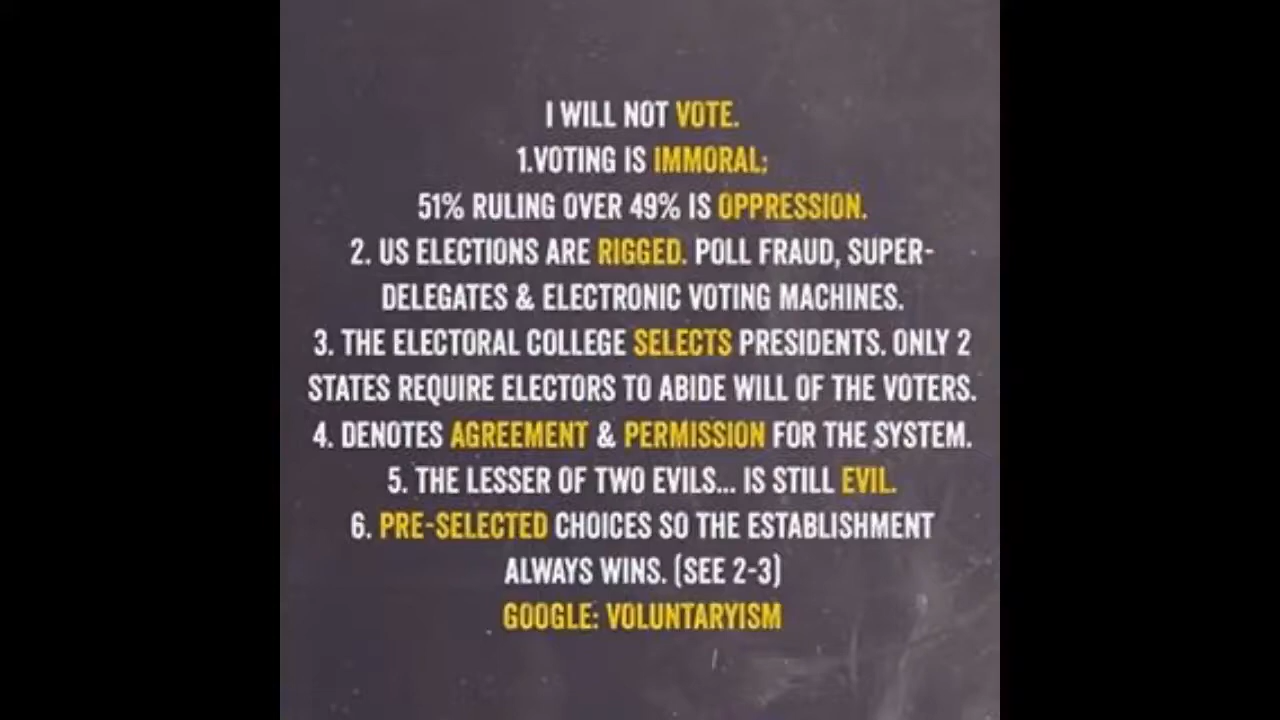 I WILL NOT VOTE.
1.VOTING IS IMMORAL;
51% RULING OVER 49% IS OPPRESSION.
2. US ELECTIONS ARE RIGGED. POLL FRAUD, SUPER-
DELEGATES & ELECTRONIC VOTING MACHINES.
3. THE ELECTORAL COLLEGE SELECTS PRESIDENTS. ONLY 2
STATES REQUIRE ELECTORS TO ABIDE WILL OF THE VOTERS.
4. DENOTES AGREEMENT & PERMISSION FOR THE SYSTEM.
5. THE LESSER OF TWO EVILS... IS STILL EVIL.
6. PRE-SELECTED CHOICES SO THE ESTABLISHMENT
ALWAYS WINS. (SEE 2-3)
GOOGLE: VOLUNTARYISM